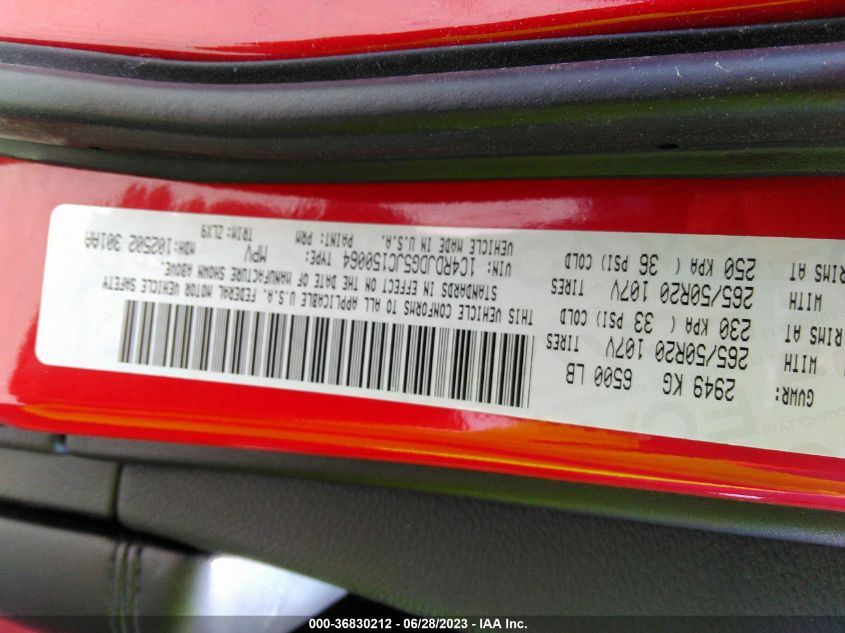 GVWR:
2949 KG 6500 LB
WITH 265/50R20 107V TIRES
RIMS AT 230 KPA ( 33 PSI) COLD
WITH 265/50R20 107V TIRES
RIMS AT 250 KPA ( 36 PSI) COLD
THIS VEHICLE CONFORMS TO ALL APPLICABLE U.S.A. FEDERAL MOTOR VEHICLE SAFETY
STANDARDS IN EFFECT ON THE DATE OF MANUFACTURE SHOWN ABOVE.
VIN: 1C4RDJDG9JC150084 TYPE: MPV MDH:102502 301AA
VEHICLE MADE IN U.S.A. PAINT: PRM TRIM:ZLX9
FIAT CHRYS
000-36830212 - 06/28/2023 - IAA Inc.